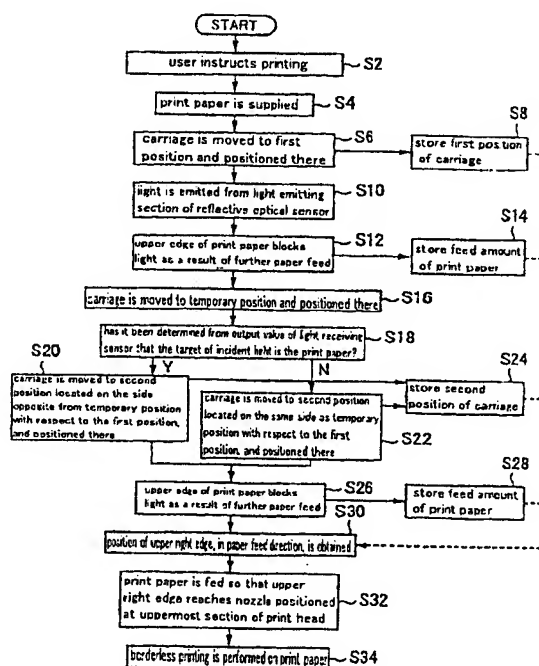 START
user instructs printing
S2
print paper is supplied
S4
carriage is moved to first
position and positioned there
S6
store first position
of carriage
S8
light is emitted from light emitting
section of reflective optical sensor
S10
upper edge of print paper blocks
light as a result of further paper feed
S12
store feed amount
of print paper
S14
carriage is moved to temporary position and positioned there
S16
has it been determined from output value of light receiving
sensor that the target of incident light is the print paper?
S18
Y
N
S20
carriage is moved to second
position located on the side
opposite from temporary position
with respect to the first position,
and positioned there
carriage is moved to second position
located on the same side as temporary
position with respect to the first
position, and positioned there
S22
store second
position of carriage
S24
upper edge of print paper blocks
light as a result of further paper feed
S26
store feed amount
of print paper
S28
position of upper right edge, in paper feed direction, is obtained
S30
print paper is fed so that upper
right edge reaches nozzle positioned
at uppermost section of print head
S32
borderless printing is performed on print paper
S34